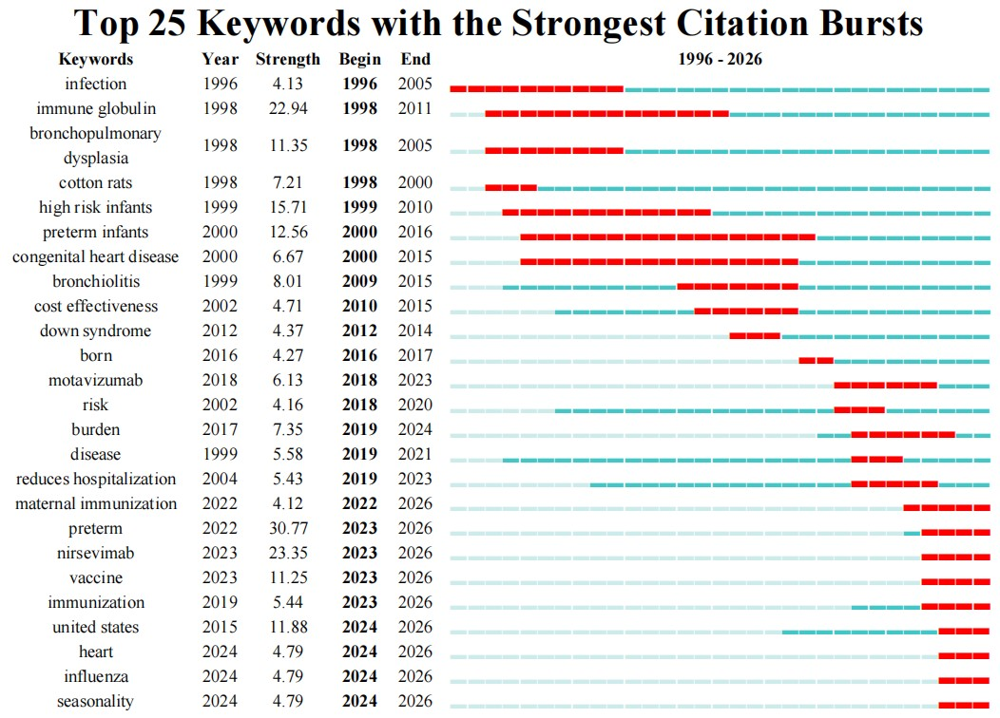 Top 25 Keywords with the Strongest Citation Bursts
Keywords Year Strength Begin End 1996 - 2026
infection 1996 4.13 1996 2005
immune globulin 1998 22.94 1998 2011
bronchopulmonary
dysplasia 1998 11.35 1998 2005
cotton rats 1998 7.21 1998 2000
high risk infants 1999 15.71 1999 2010
preterm infants 2000 12.56 2000 2016
congenital heart disease 2000 6.67 2000 2015
bronchiolitis 1999 8.01 2009 2015
cost effectiveness 2002 4.71 2010 2015
down syndrome 2012 4.37 2012 2014
born 2016 4.27 2016 2017
motavizumab 2018 6.13 2018 2023
risk 2002 4.16 2018 2020
burden 2017 7.35 2019 2024
disease 1999 5.58 2019 2021
reduces hospitalization 2004 5.43 2019 2023
maternal immunization 2022 4.12 2022 2026
preterm 2022 30.77 2023 2026
nirsevimab 2023 23.35 2023 2026
vaccine 2023 11.25 2023 2026
immunization 2019 5.44 2023 2026
united states 2015 11.88 2024 2026
heart 2024 4.79 2024 2026
influenza 2024 4.79 2024 2026
seasonality 2024 4.79 2024 2026